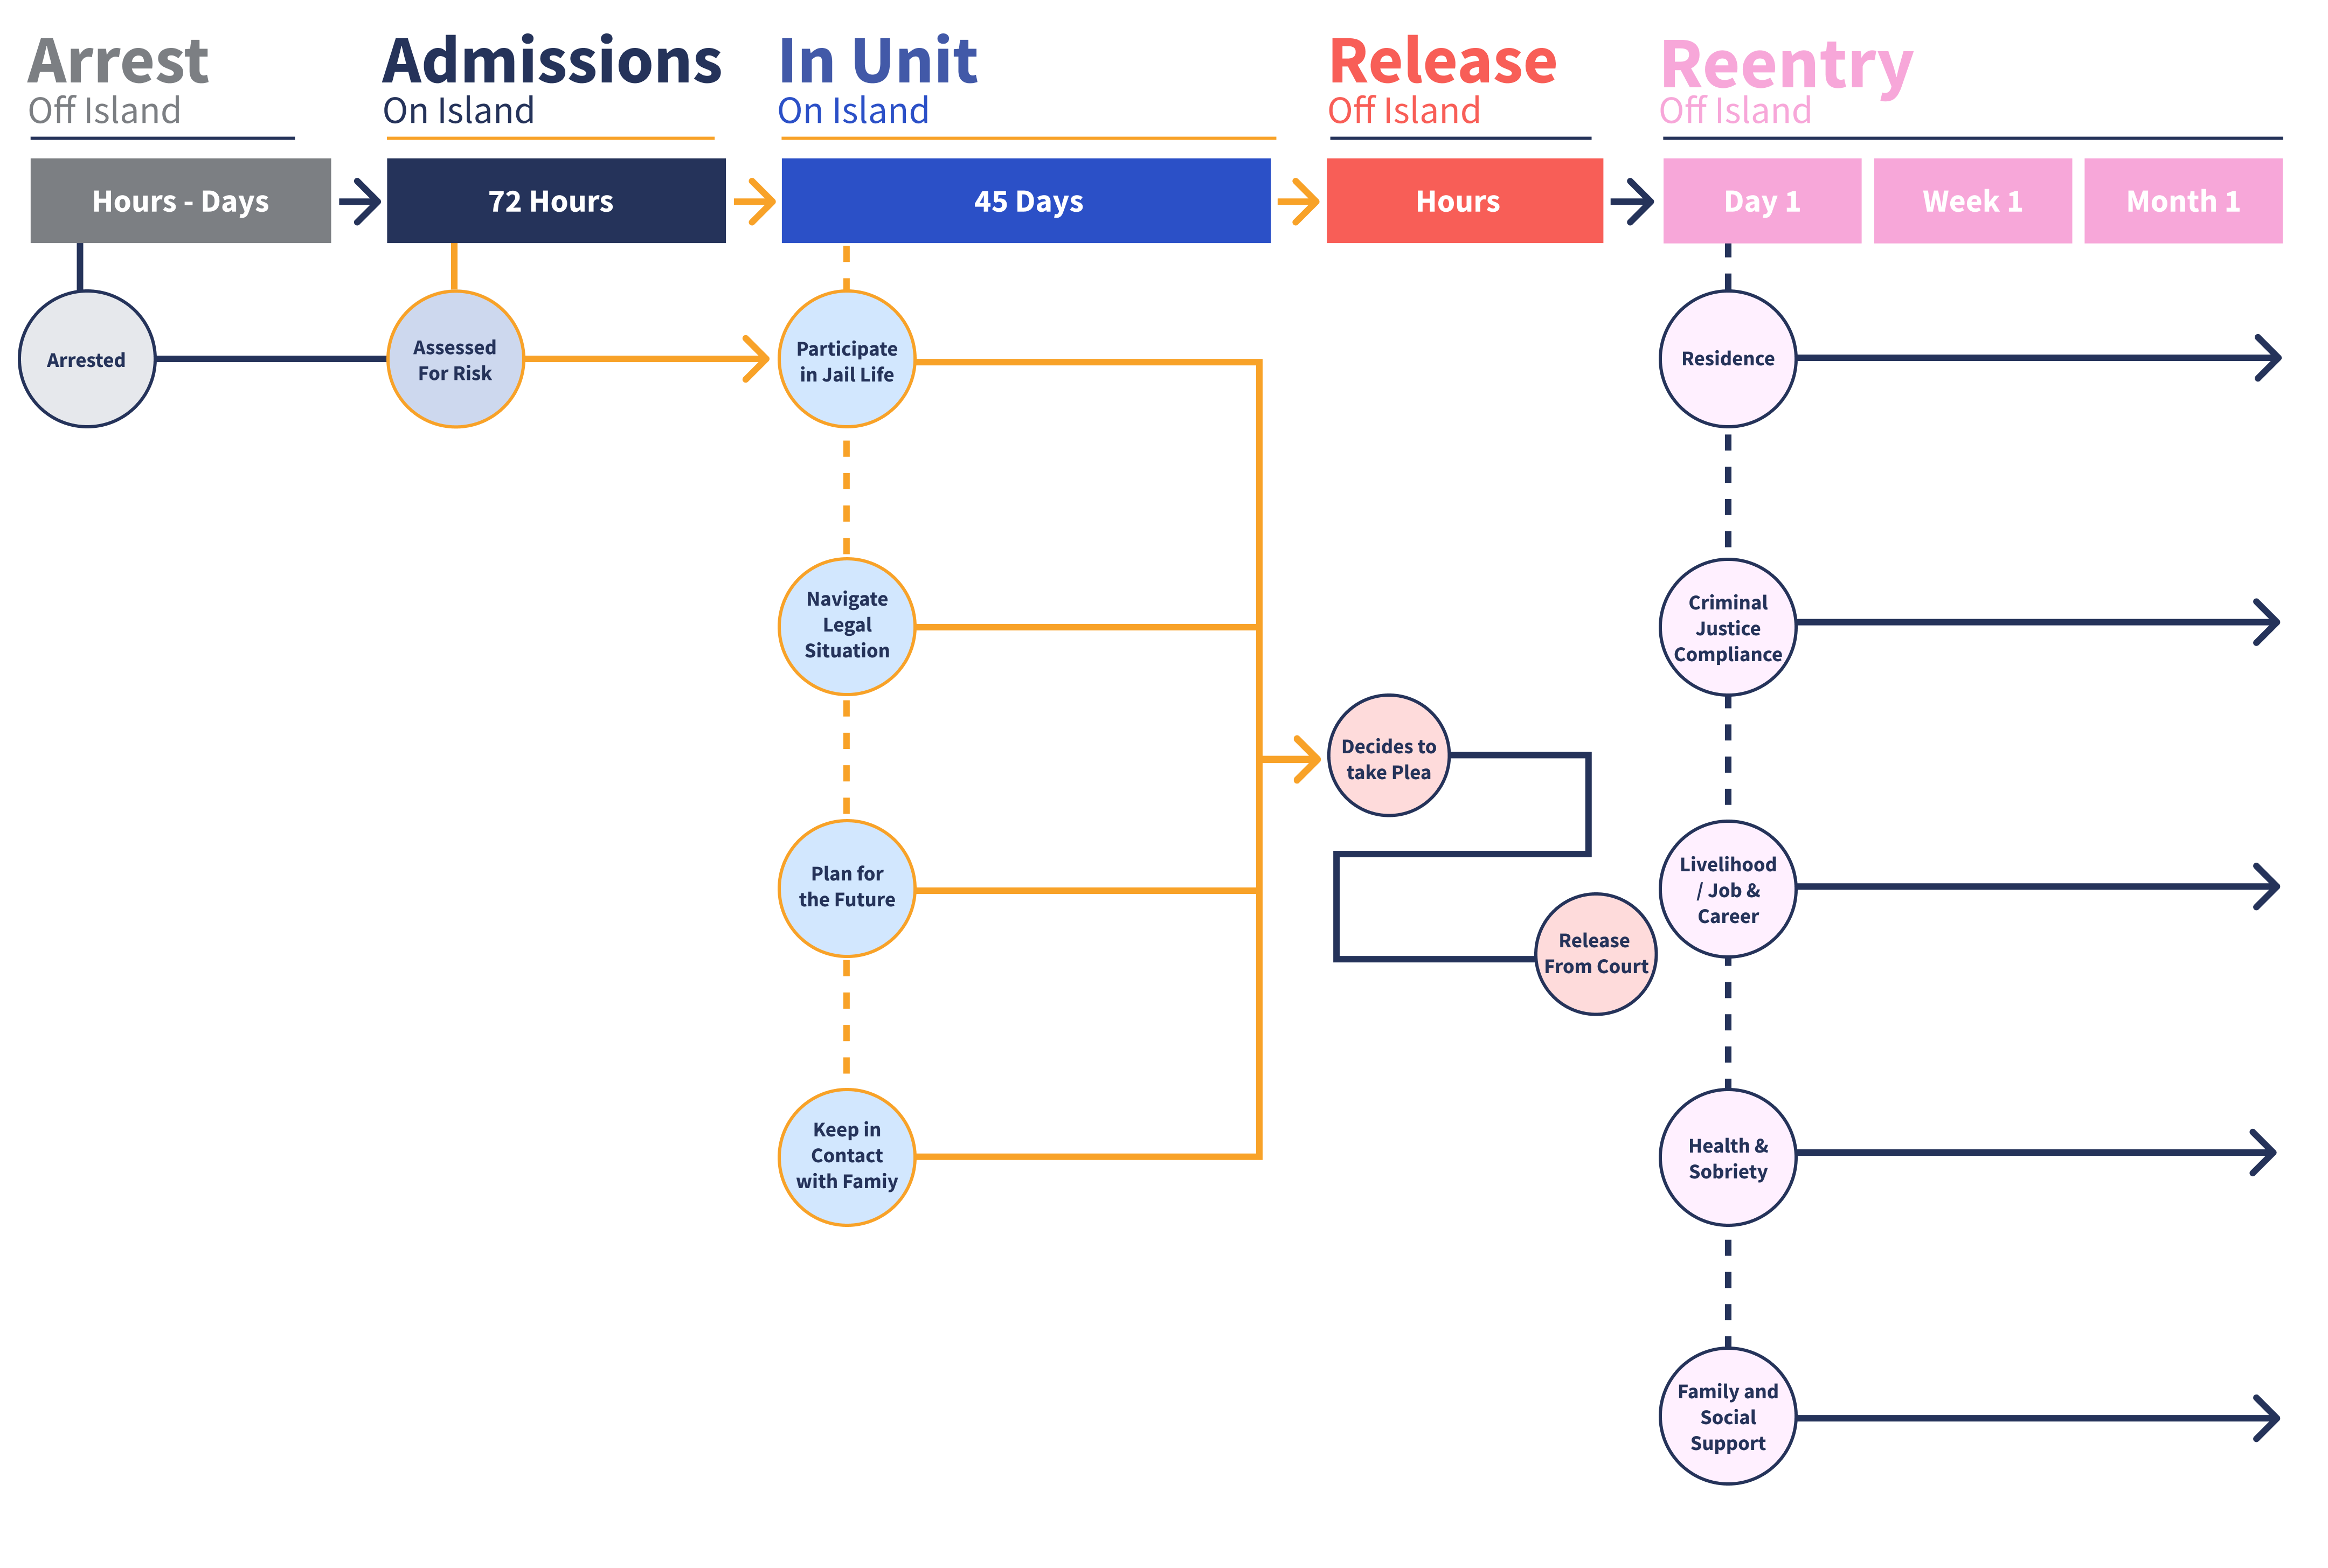 Arrest
Off Island
Admissions
On Island
In Unit
On Island
Release
Off Island
Reentry
Off Island
Hours - Days
72 Hours
45 Days
Hours
Day 1
Week 1
Month 1
Arrested
Assessed
For Risk
Participate
in Jail Life
Navigate
Legal
Situation
Plan for
the Future
Keep in
Contact
with Famiy
Decides to
take Plea
Release
From Court
Residence
Criminal
Justice
Compliance
Livelihood
/ Job &
Career
Health &
Sobriety
Family and
Social
Support